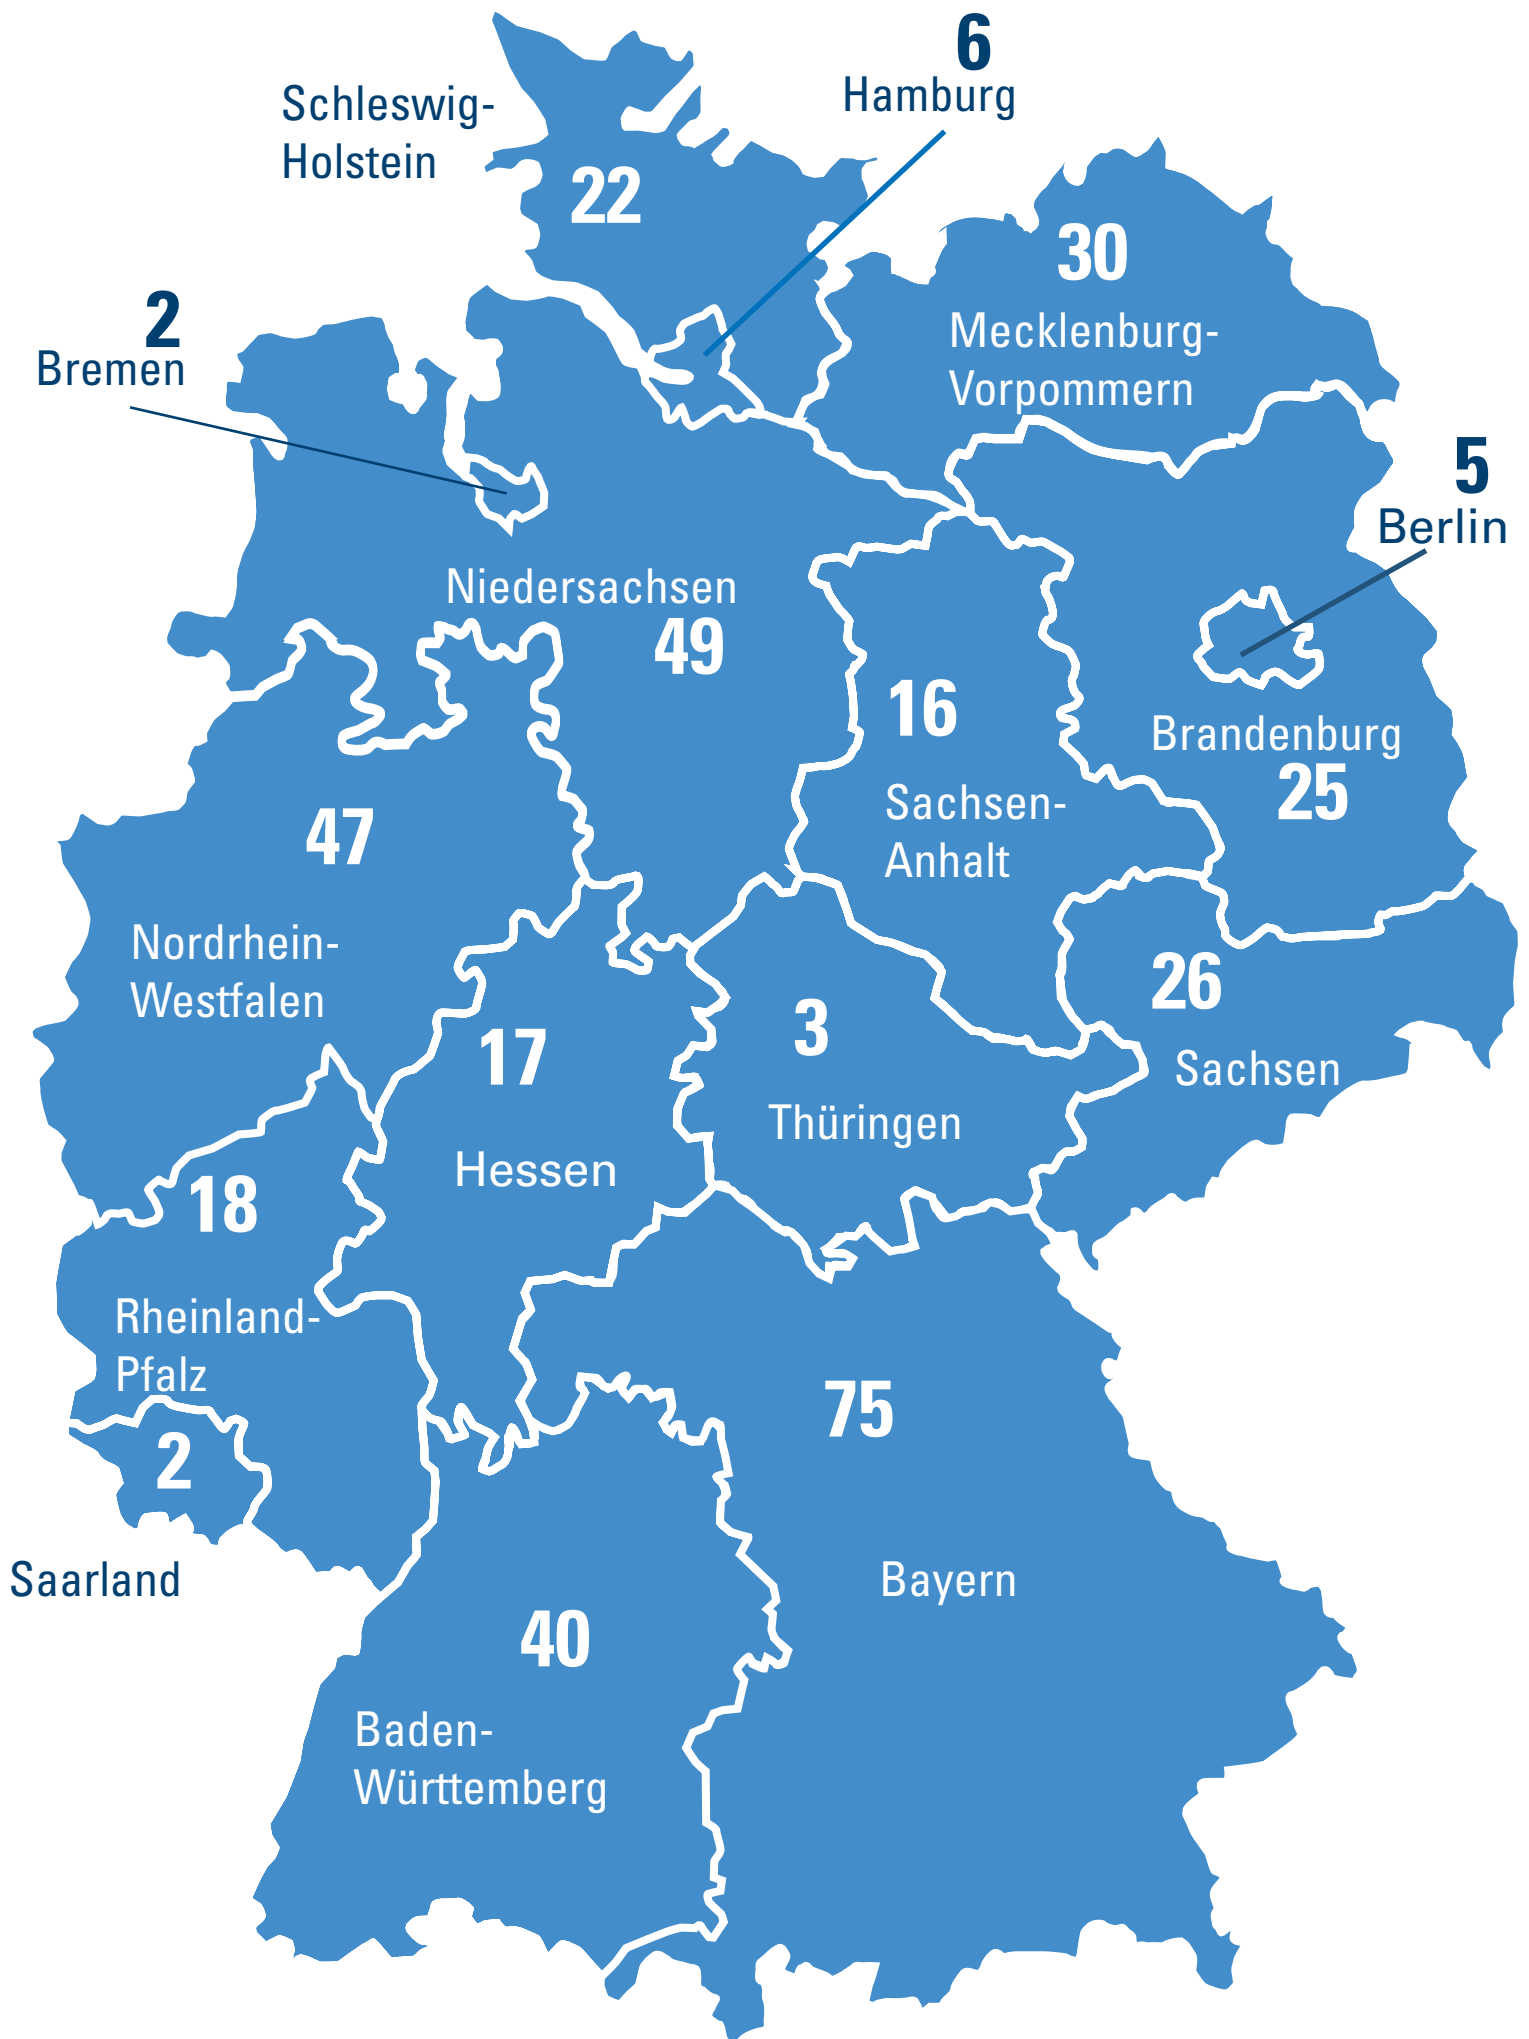 6
Hamburg
Schleswig-
Holstein
22
30
Mecklenburg-
Vorpommern
2
Bremen
5
Berlin
Niedersachsen
49
16
Sachsen-
Anhalt
Brandenburg
25
47
Nordrhein-
Westfalen
26
Sachsen
17
Hessen
3
Thüringen
18
Rheinland-
Pfalz
2
Saarland
75
Bayern
40
Baden-
Württemberg